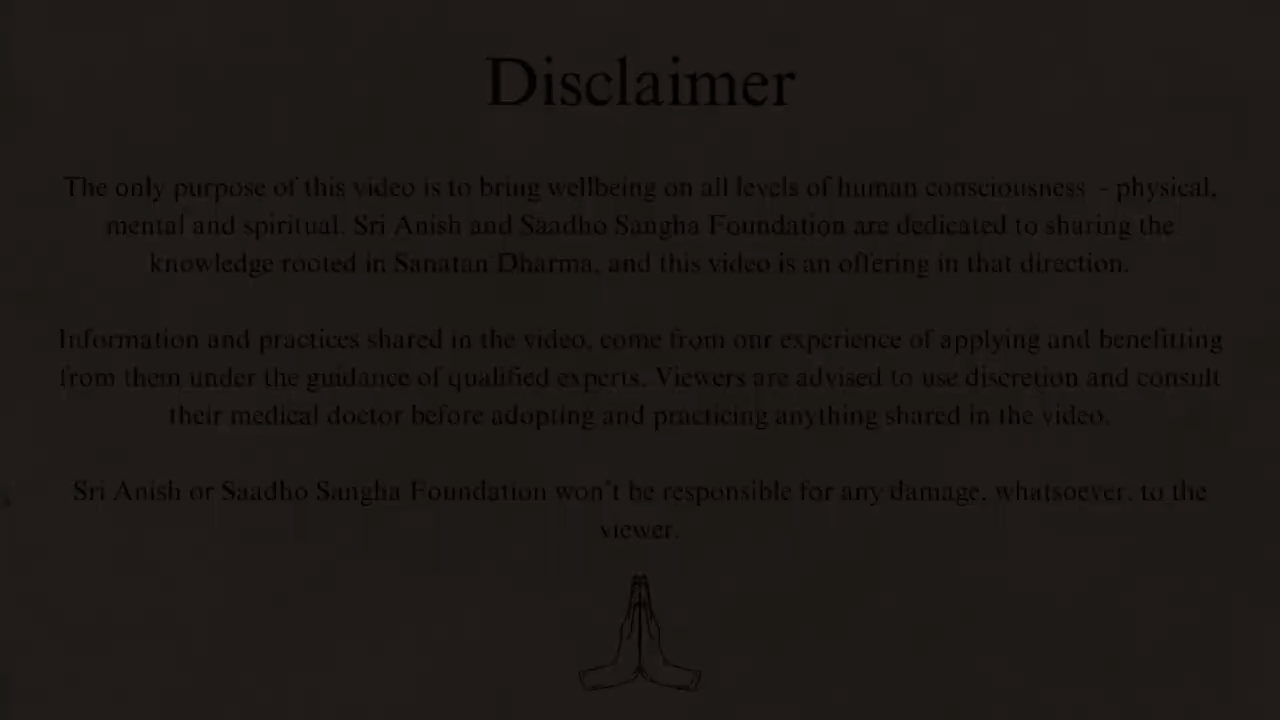 Disclaimer
The only purpose of this video is to bring wellbeing on all levels of human consciousness - physical,
mental and spiritual. Sri Anish and Saadho Sangha Foundation are dedicated to sharing the
knowledge rooted in Sanatan Dharma, and this video is an offering in that direction.
Information and practices shared in the video, come from our experience of applying and benefitting
from them under the guidance of qualified experts. Viewers are advised to use discretion and consult
their medical doctor before adopting and practicing anything shared in the video.
Sri Anish or Saadho Sangha Foundation won't be responsible for any damage, whatsoever, to the
viewer.